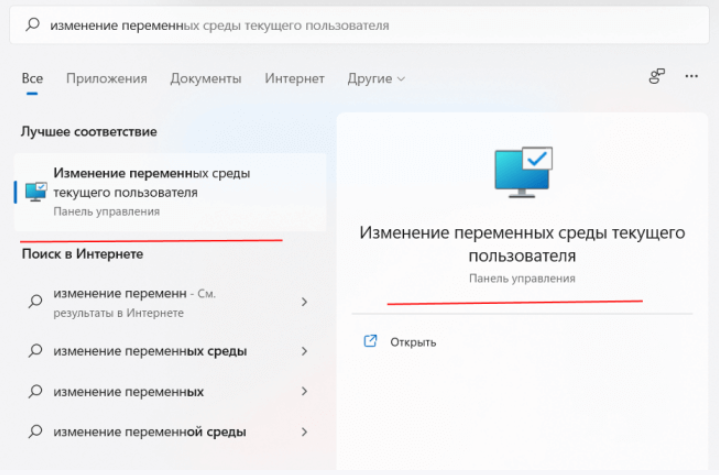 изменение переменных среды текущего пользователя
Все Приложения Документы Интернет Другие
Лучшее соответствие
Изменение переменных среды
текущего пользователя
Панель управления
Поиск в Интернете
изменение переменн - См.
результаты в Интернете
изменение переменных среды
изменение переменных
изменение переменной среды
Изменение переменных среды текущего
пользователя
Панель управления
Открыть